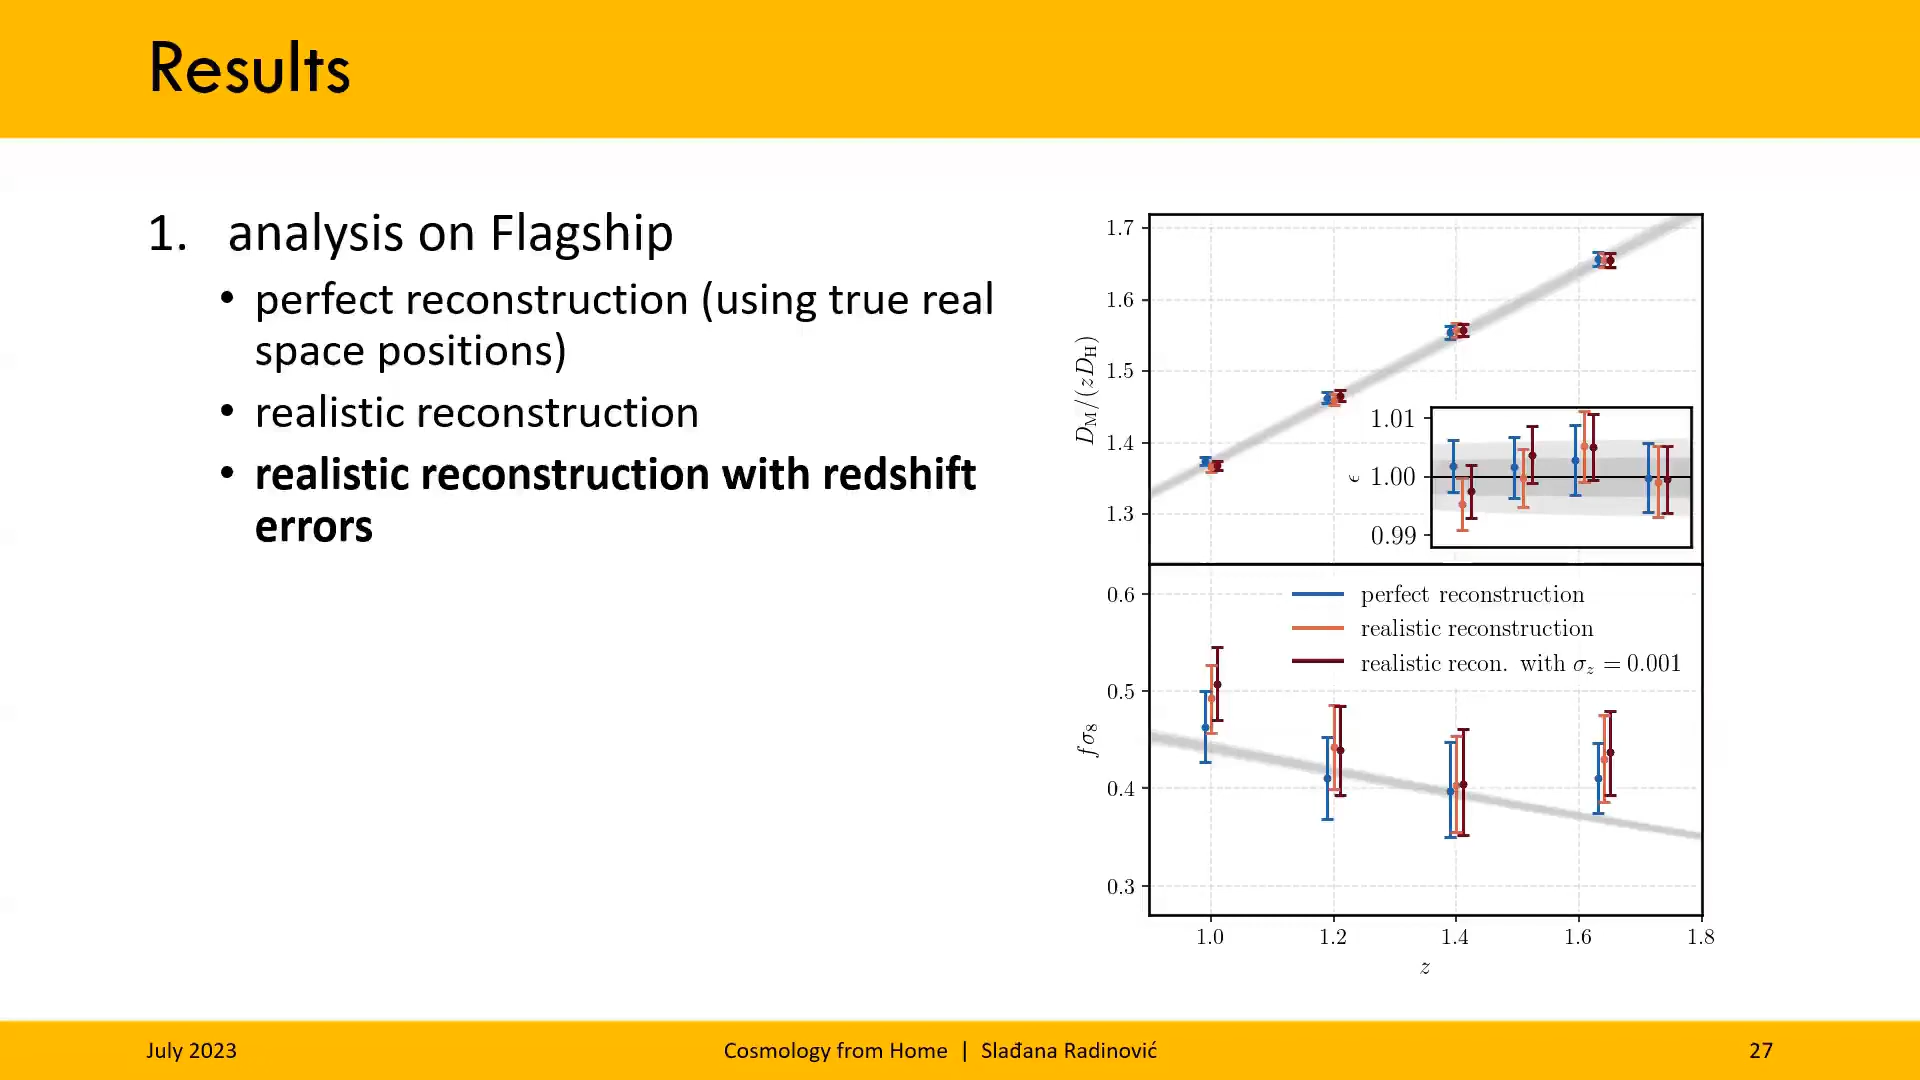 Results
1. analysis on Flagship
• perfect reconstruction (using true real
space positions)
• realistic reconstruction
• realistic reconstruction with redshift
errors
1.7
1.6
1.5
1.4
1.3
D_M/(zD_H)
1.01
1.00
0.99
ϵ
0.6
0.5
0.4
0.3
fσ₈
perfect reconstruction
realistic reconstruction
realistic recon. with σ_z = 0.001
1.0 1.2 1.4 1.6 1.8
z
July 2023 Cosmology from Home | Slađana Radinović 27